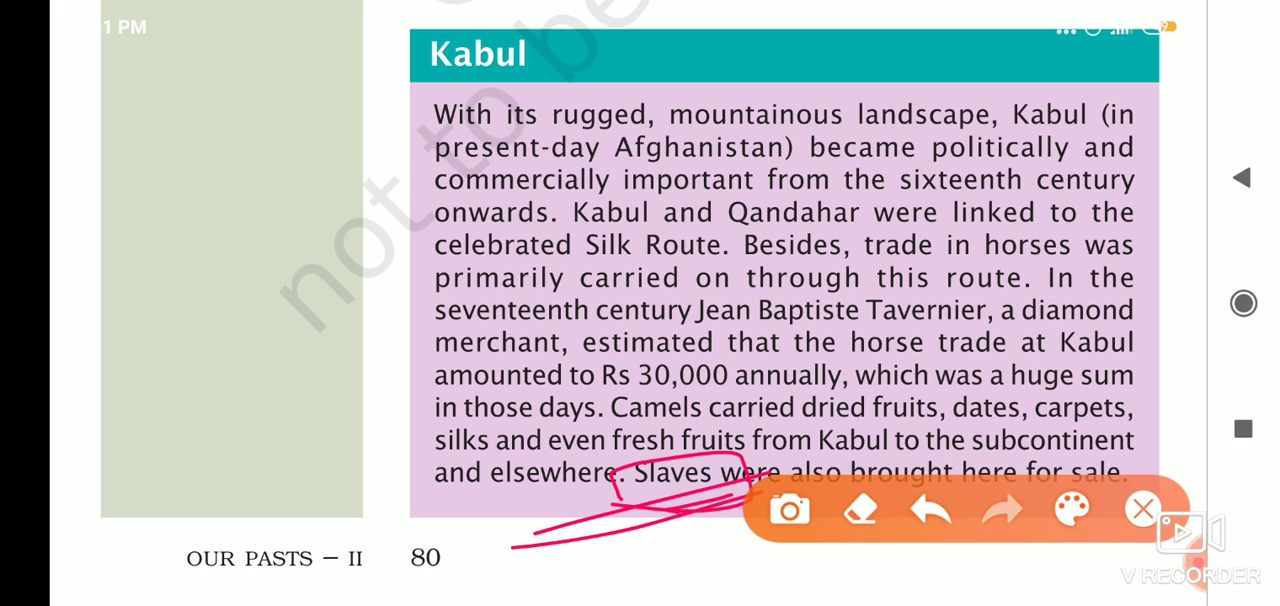 1 PM
9
Kabul
With its rugged, mountainous landscape, Kabul (in
present-day Afghanistan) became politically and
commercially important from the sixteenth century
onwards. Kabul and Qandahar were linked to the
celebrated Silk Route. Besides, trade in horses was
primarily carried on through this route. In the
seventeenth century Jean Baptiste Tavernier, a diamond
merchant, estimated that the horse trade at Kabul
amounted to Rs 30,000 annually, which was a huge sum
in those days. Camels carried dried fruits, dates, carpets,
silks and even fresh fruits from Kabul to the subcontinent
and elsewhere. Slaves were also brought here for sale.
not to be
OUR PASTS – II 80
V RECORDER